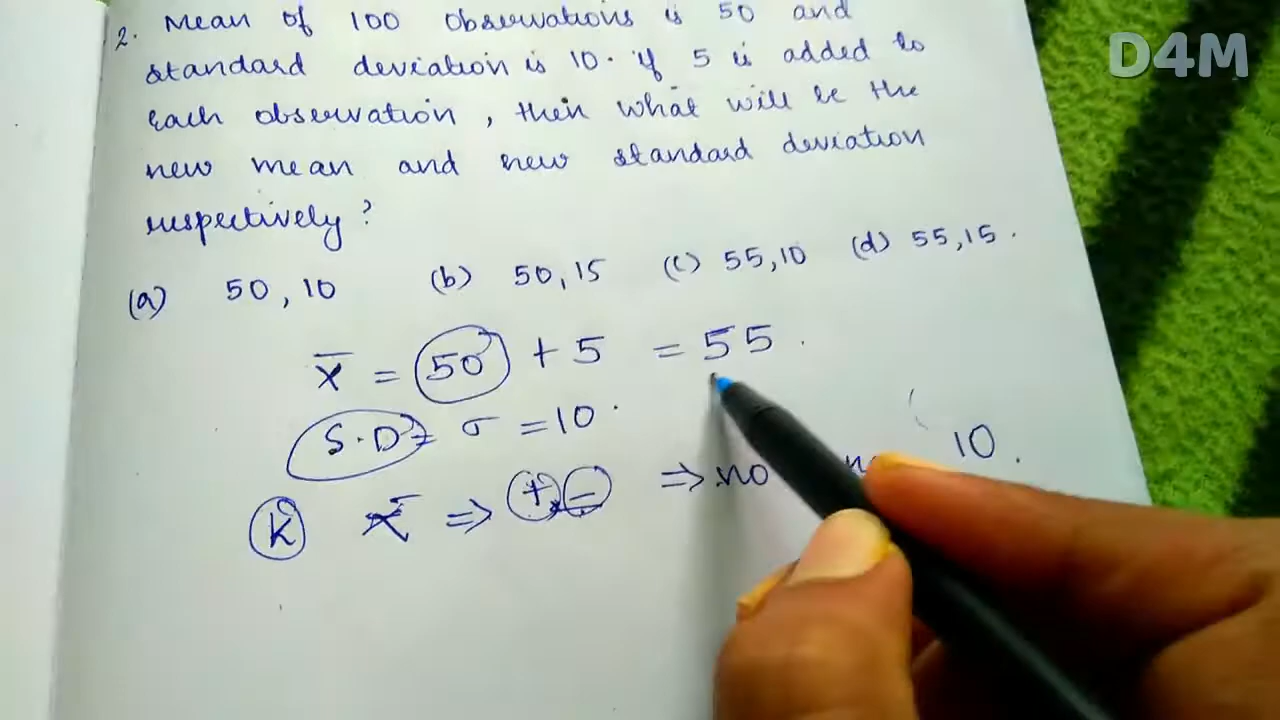 D4M
2. Mean of 100 observations is 50 and
standard deviation is 10. if 5 is added to
each observation, then what will be the
new mean and new standard deviation
respectively?
(a) 50, 10 (b) 50, 15 (c) 55, 10 (d) 55, 15.
x̄ = 50 + 5 = 55.
S.D = σ = 10.
k x̄ ⇒ +, - ⇒ no 10.